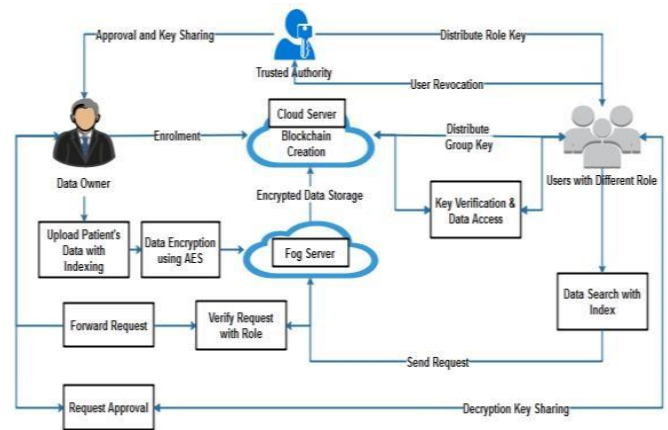 Approval and Key Sharing
Distribute Role Key
Trusted Authority
User Revocation
Cloud Server
Enrolment
Blockchain
Creation
Distribute
Group Key
Data Owner
Users with Different Role
Encrypted Data Storage
Key Verification &
Data Access
Upload Patient's
Data with
Indexing
Data Encryption
using AES
Fog Server
Data Search with
Index
Forward Request
Verify Request
with Role
Send Request
Request Approval
Decryption Key Sharing